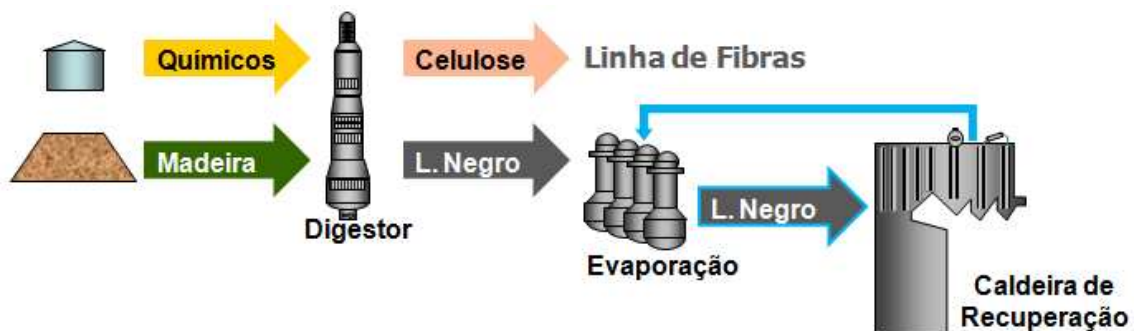 Químicos
Celulose
Linha de Fibras
Madeira
L. Negro
L. Negro
Digestor
Evaporação
Caldeira de
Recuperação